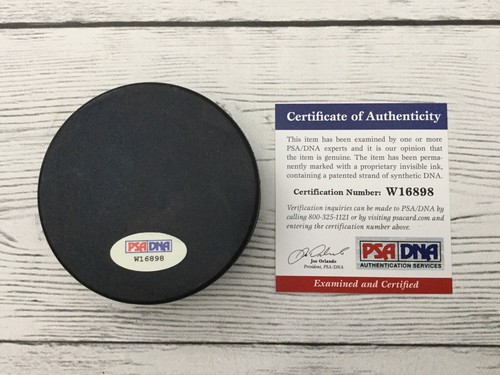 PSA DNA
W16898
Certificate of Authenticity
This item has been examined by one or more
PSA/DNA experts and it is our opinion that
the item is genuine. The item has been perma-
nently marked with a proprietary invisible ink,
containing a patented strand of synthetic DNA.
Certification Number: W16898
Verification inquiries can be made to PSA/DNA by
calling 800-325-1121 or by visiting psacard.com and
entering the certification number above.
Joe Orlando
President, PSA/DNA
PSA DNA
AUTHENTICATION SERVICES
Examined and Certified